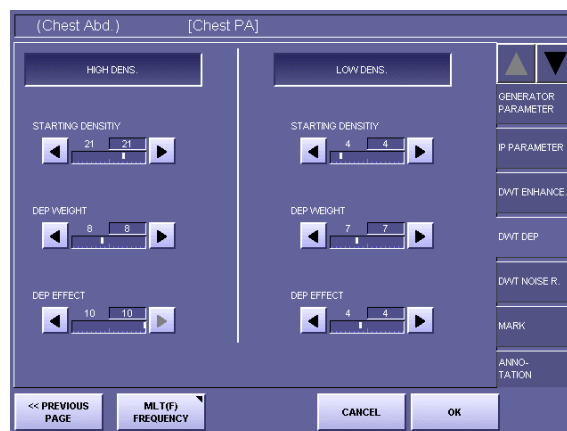 (Chest Abd.) [Chest PA]
HIGH DENS.
LOW DENS.
STARTING DENSITIY
21 21
STARTING DENSITIY
4 4
DEP WEIGHT
8 8
DEP WEIGHT
7 7
DEP EFFECT
10 10
DEP EFFECT
4 4
GENERATOR
PARAMETER
IP PARAMETER
DWT ENHANCE.
DWT DEP
DWT NOISE R.
MARK
ANNO-
TATION
<< PREVIOUS
PAGE
MLT(F)
FREQUENCY
CANCEL
OK